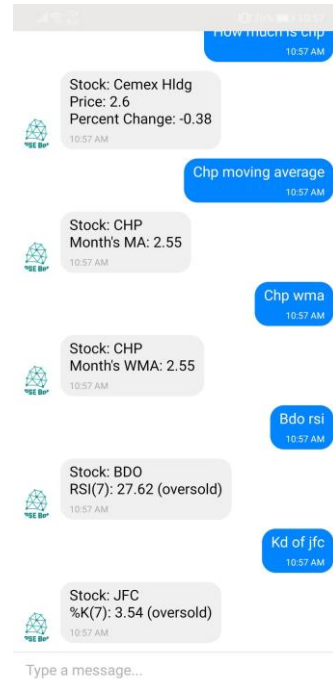 How much is chp
10:57 AM
Stock: Cemex Hldg
Price: 2.6
Percent Change: -0.38
10:57 AM
Chp moving average
10:57 AM
Stock: CHP
Month's MA: 2.55
10:57 AM
Chp wma
10:57 AM
Stock: CHP
Month's WMA: 2.55
10:57 AM
Bdo rsi
10:57 AM
Stock: BDO
RSI(7): 27.62 (oversold)
10:57 AM
Kd of jfc
10:57 AM
Stock: JFC
%K(7): 3.54 (oversold)
10:57 AM
Type a message...